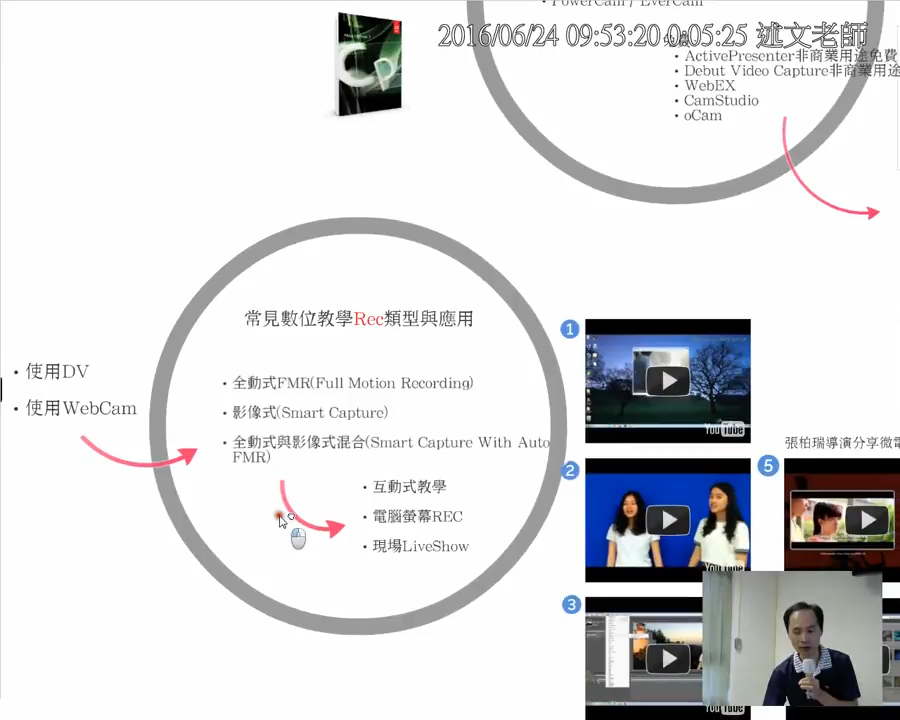 • PowerCam / EverCam
2016/06/24 09:53:20 0:05:25 述文老師
免費
• ActivePresenter非商業用途免費
• Debut Video Capture非商業用途
• WebEX
• CamStudio
• oCam
Cp
常見數位教學Rec類型與應用
• 使用DV
• 使用WebCam
• 全動式FMR(Full Motion Recording)
• 影像式(Smart Capture)
• 全動式與影像式混合(Smart Capture With Auto
FMR)
• 互動式教學
• 電腦螢幕REC
• 現場LiveShow
1
YouTube
2
YouTube
3
YouTube
張柏瑞導演分享微電
5